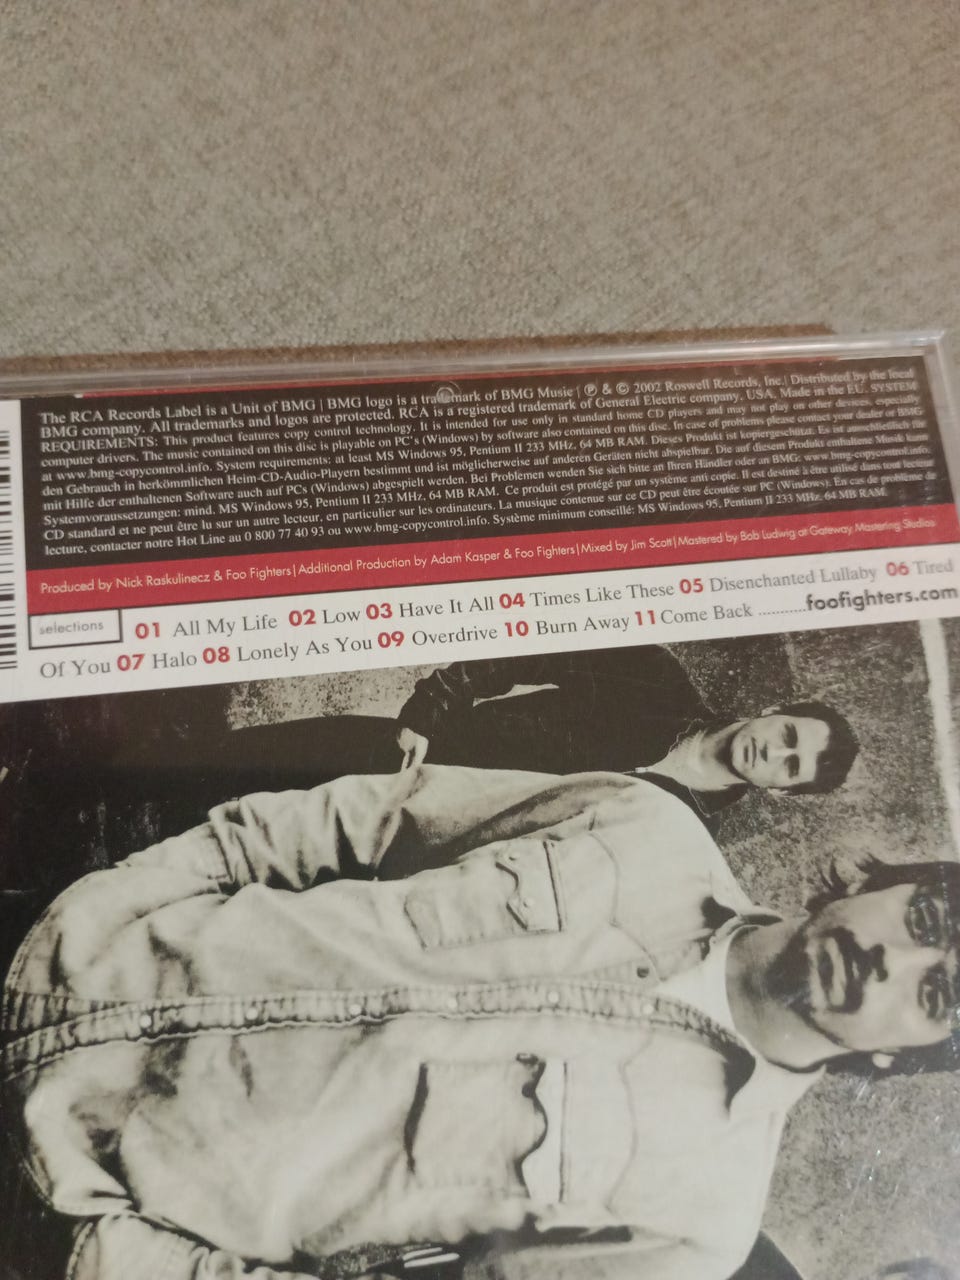 The RCA Records Label is a Unit of BMG | BMG logo is a trademark of BMG Music | ℗ & © 2002 Roswell Records, Inc.| Distributed by the local
BMG company. All trademarks and logos are protected. RCA is a registered trademark of General Electric company, USA. Made in the EU. SYSTEM
REQUIREMENTS: This product features copy control technology. It is intended for use only in standard home CD players and may not play on other devices, especially
computer drivers. The music contained on this disc is playable on PC's (Windows) by software also contained on this disc. In case of problems please contact your dealer or BMG
at www.bmg-copycontrol.info. System requirements: at least MS Windows 95, Pentium II 233 MHz, 64 MB RAM. Dieses Produkt ist kopiergeschützt. Es ist ausschließlich für
den Gebrauch in herkömmlichen Heim-CD-Audio-Playern bestimmt und ist möglicherweise auf anderen Geräten nicht abspielbar. Die auf diesem Produkt enthaltene Musik kann
mit Hilfe der enthaltenen Software auch auf PCs (Windows) abgespielt werden. Bei Problemen wenden Sie sich bitte an Ihren Händler oder an BMG: www.bmg-copycontrol.info.
Systemvoraussetzungen: mind. MS Windows 95, Pentium II 233 MHz, 64 MB RAM. Ce produit est protégé par un système anti copie. Il est destiné à être utilisé dans tout lecteur
CD standard et ne peut être lu sur un autre lecteur, en particulier sur les ordinateurs. La musique contenue sur ce CD peut être écoutée sur PC (Windows). En cas de problème de
lecture, contacter notre Hot Line au 0 800 77 40 93 ou www.bmg-copycontrol.info. Système minimum conseillé: MS Windows 95, Pentium II 233 MHz, 64 MB RAM.
Produced by Nick Raskulinecz & Foo Fighters | Additional Production by Adam Kasper & Foo Fighters | Mixed by Jim Scott | Mastered by Bob Ludwig at Gateway Mastering Studios
selections 01 All My Life 02 Low 03 Have It All 04 Times Like These 05 Disenchanted Lullaby 06 Tired
Of You 07 Halo 08 Lonely As You 09 Overdrive 10 Burn Away 11 Come Back ..........foofighters.com